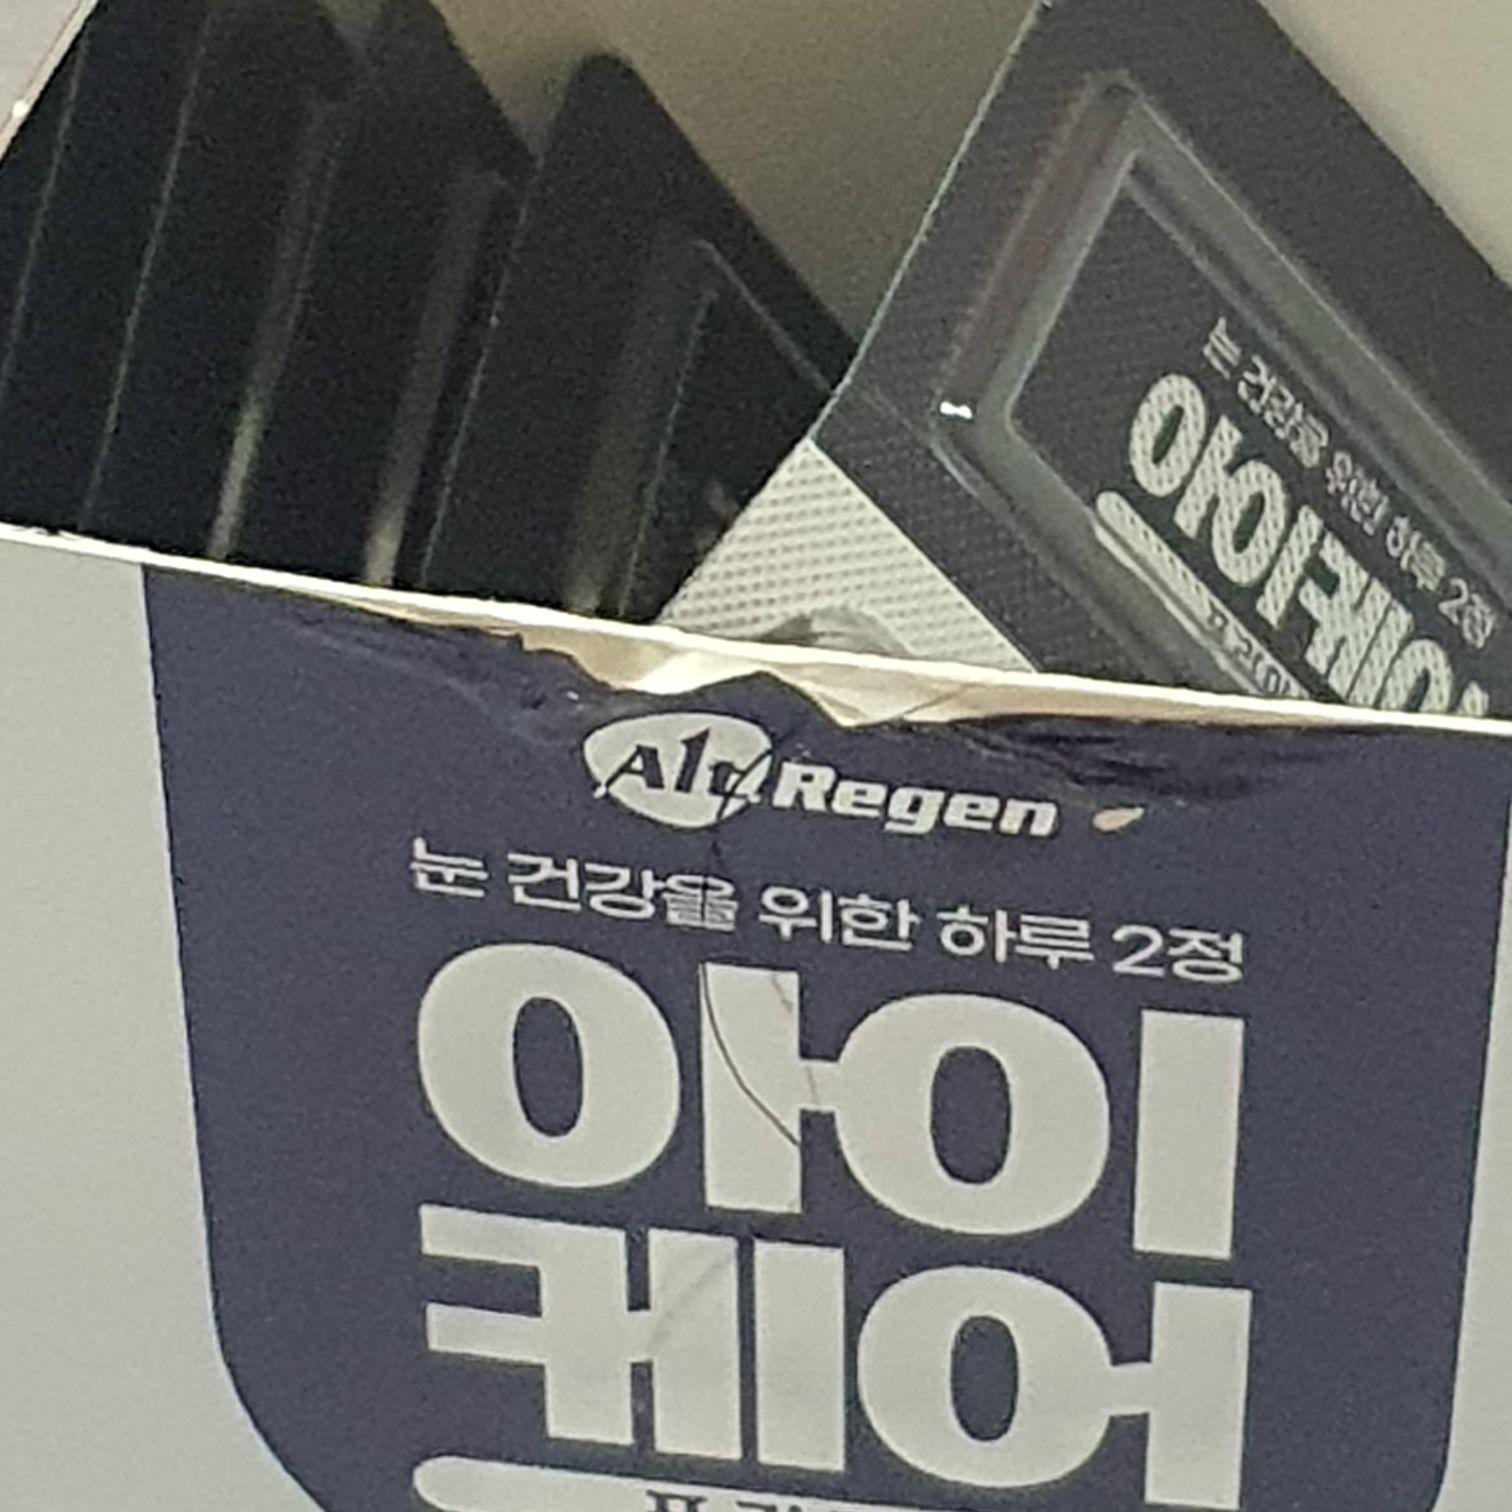 눈 건강을 위한 하루 2정
아이케어
Regen
눈 건강을 위한 하루 2정
아이
케어